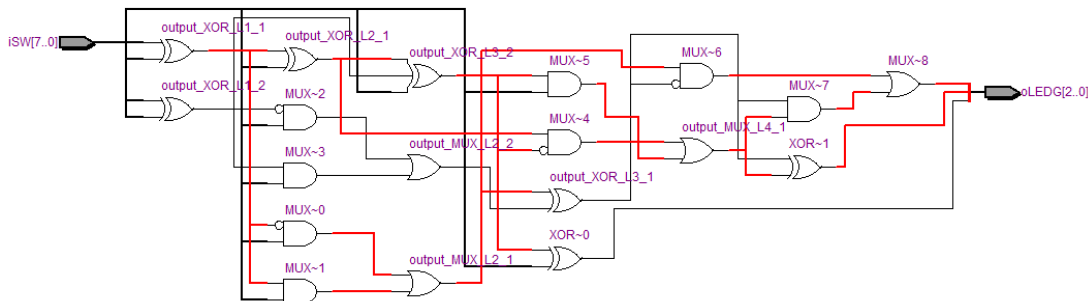 output_XOR_L1_1
iSW[7..0]
output_XOR_L2_1
output_XOR_L3_2
MUX~6
MUX~5
MUX~8
output_XOR_L1_2
MUX~2
MUX~7
oLEDG[2..0]
MUX~4
output_MUX_L4_1
MUX~3
output_MUX_L2_2
XOR~1
output_XOR_L3_1
MUX~0
XOR~0
MUX~1
output_MUX_L2_1